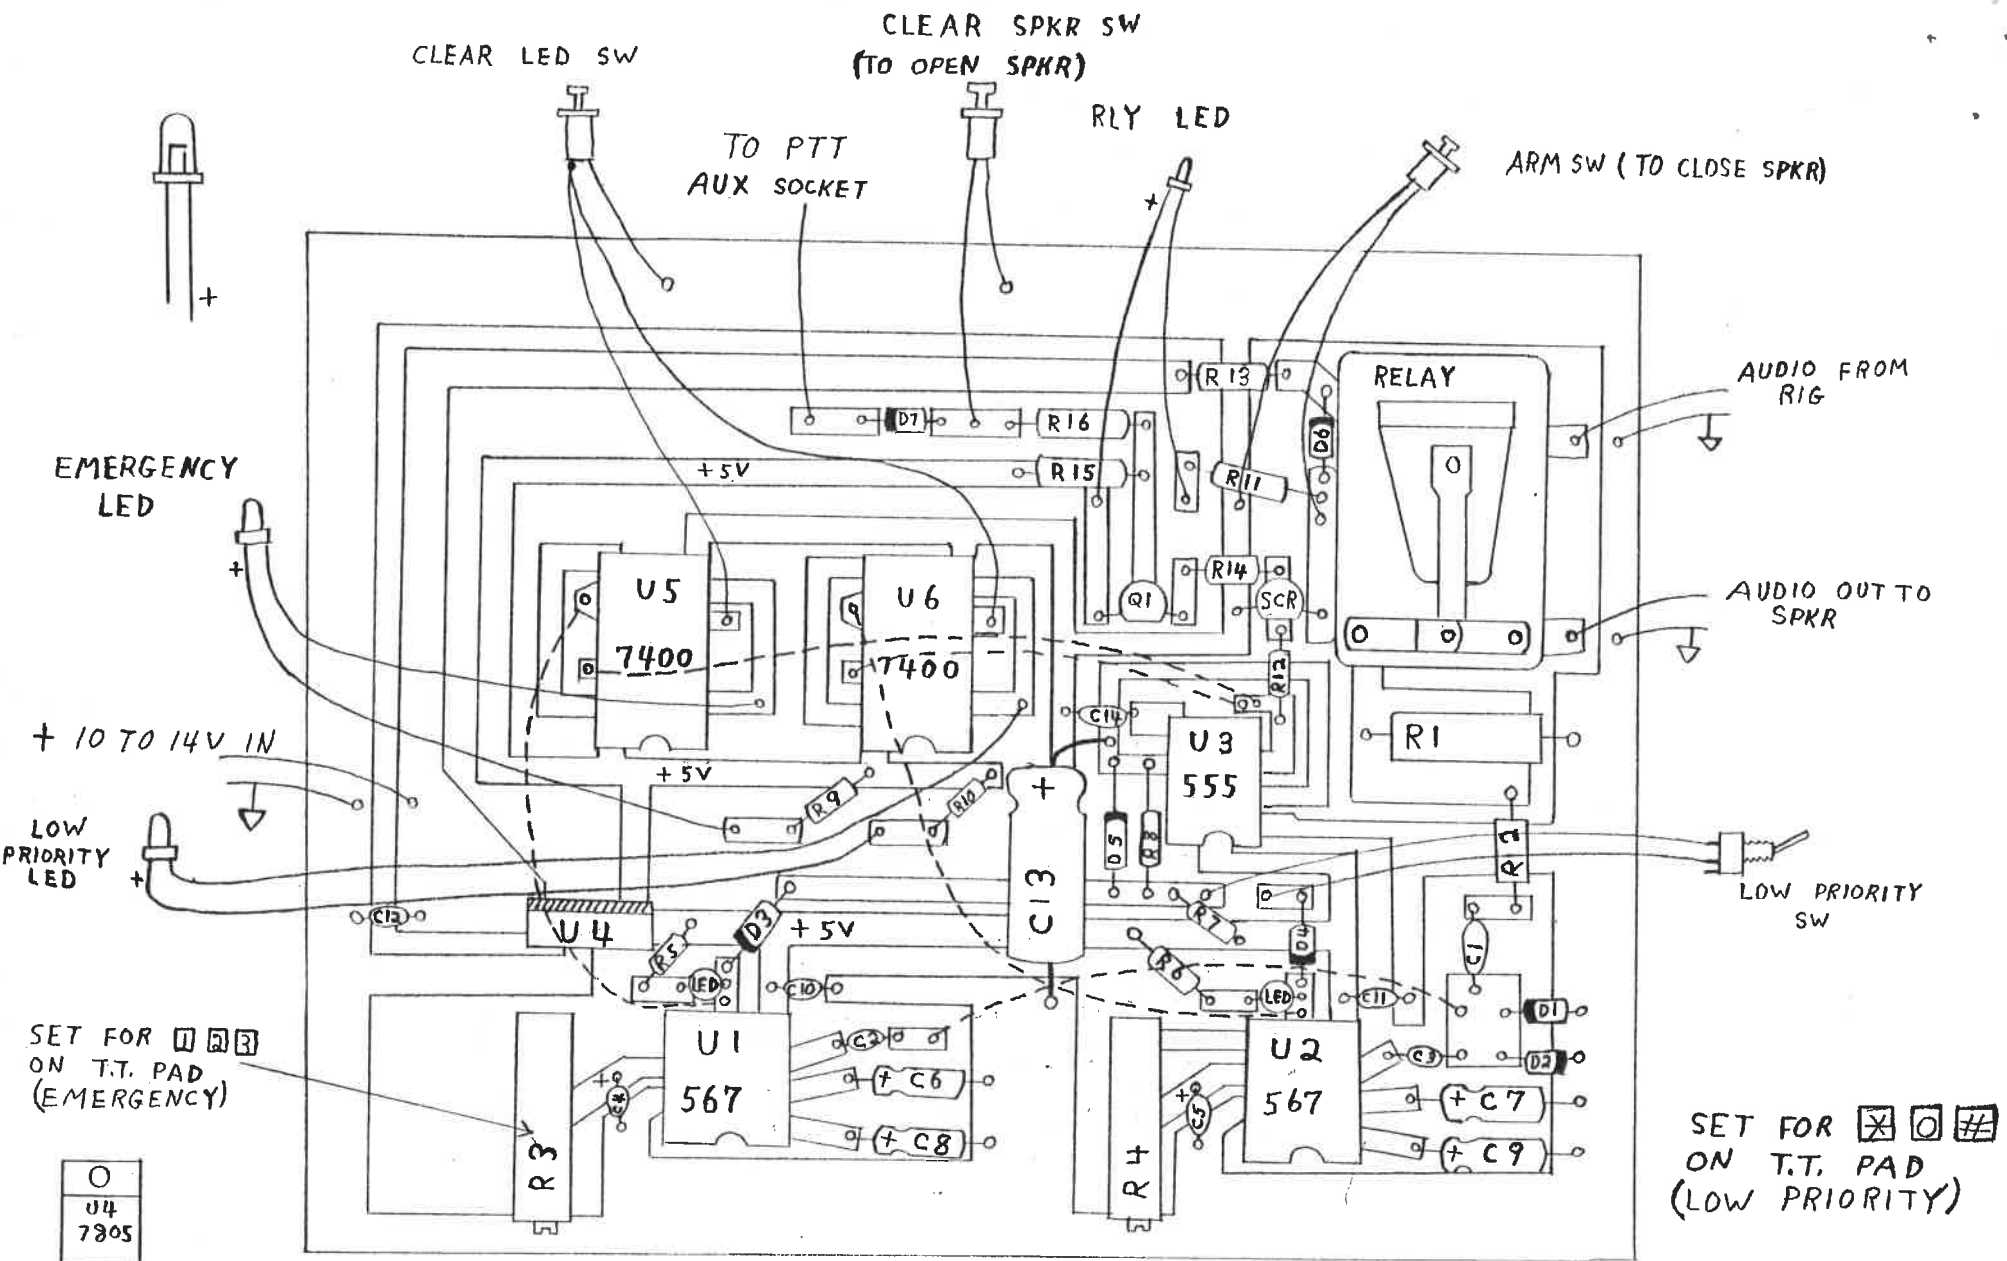 CLEAR SPKR SW
(TO OPEN SPKR)
CLEAR LED SW
RLY LED
TO PTT
AUX SOCKET
ARM SW (TO CLOSE SPKR)
+
+
RELAY
R 13
AUDIO FROM
RIG
D7
R16
D6
EMERGENCY
LED
+5V
R15
R11
+
U5
7400
U6
7400
Q1
R14
SCR
AUDIO OUT TO
SPKR
R12
C14
+ 10 TO 14V IN
+5V
U3
555
R1
R9
R10
+
C13
D5
R8
R2
LOW
PRIORITY
LED
+
LOW PRIORITY
SW
C12
U4
R5
D3
+5V
R7
D4
C1
R6
LED
C10
LED
C11
D1
SET FOR 1 2 3
ON T.T. PAD
(EMERGENCY)
U1
567
C2
+ C6
+ C8
+
R3
U2
567
C3
D2
+ C7
+ C9
+
C5
R4
SET FOR * 0 #
ON T.T. PAD
(LOW PRIORITY)
U4
7805